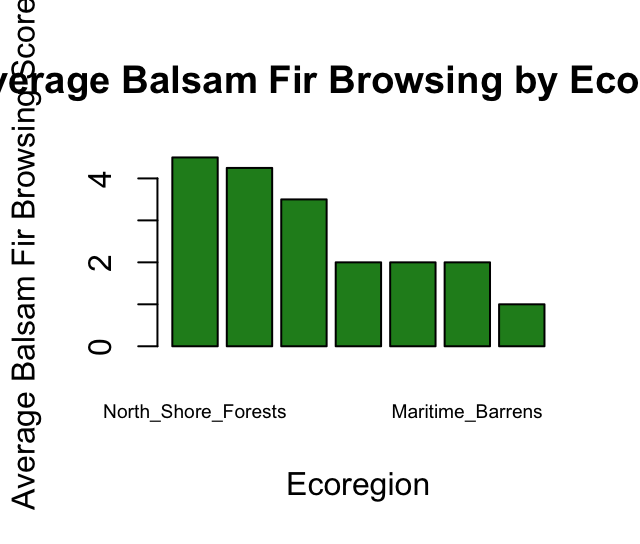 verage Balsam Fir Browsing by Eco
Average Balsam Fir Browsing Score
4
2
0
North_Shore_Forests Maritime_Barrens
Ecoregion